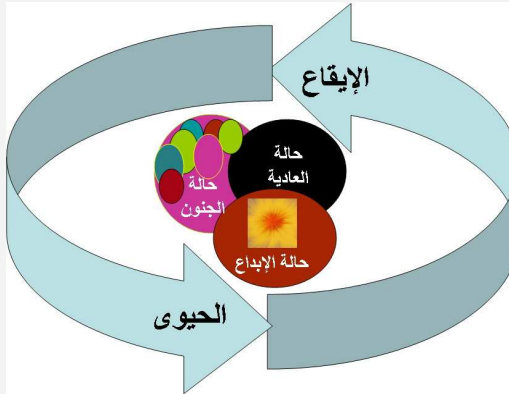 الإيقاع
حالة
العادية
حالة
الجنون
حالة الإبداع
الحيوى